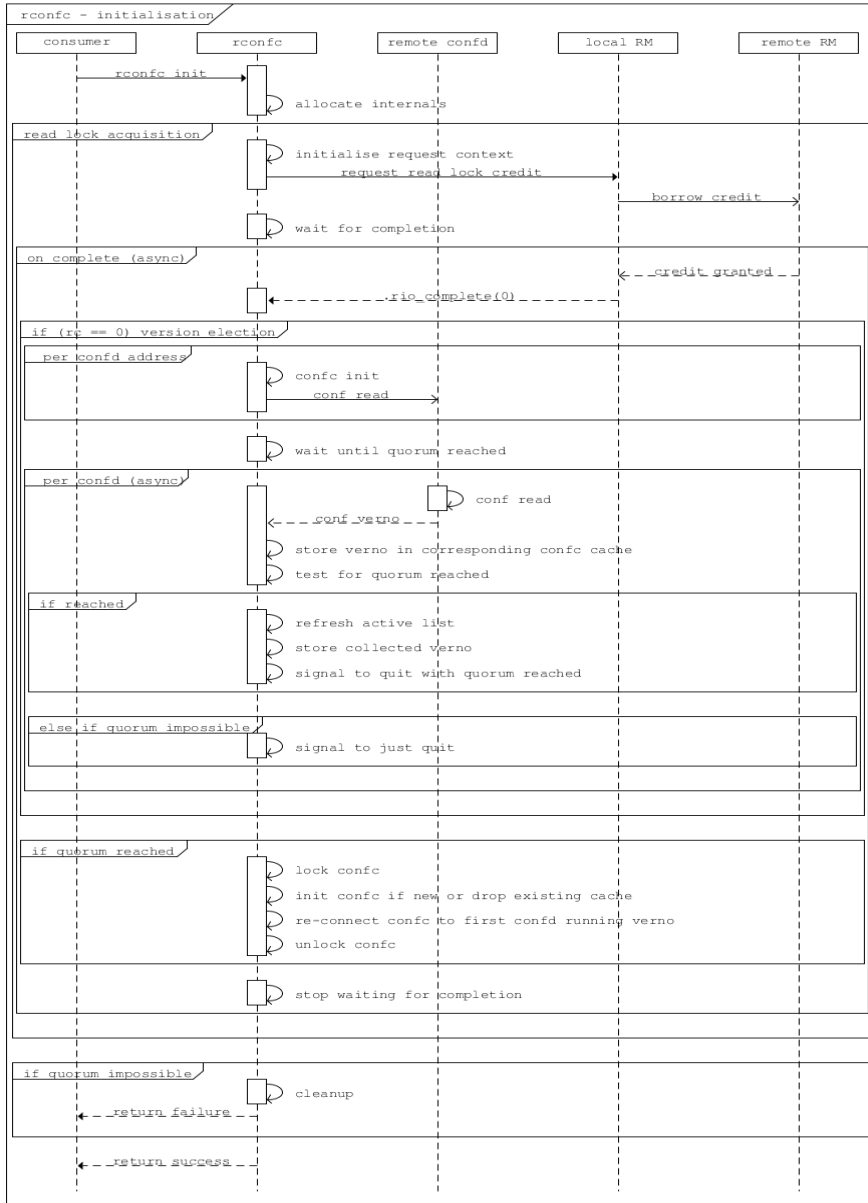 rconfc - initialisation
consumer
rconfc
remote confd
local RM
remote RM
rconfc init
allocate internals
read lock acquisition
initialise request context
request read lock credit
borrow credit
wait for completion
on complete (async)
credit granted
.rio_complete(0)
if (rc == 0) version election
per confd address
confc init
conf read
wait until quorum reached
per confd (async)
conf read
conf verno
store verno in corresponding confc cache
test for quorum reached
if reached
refresh active list
store collected verno
signal to quit with quorum reached
else if quorum impossible
signal to just quit
if quorum reached
lock confc
init confc if new or drop existing cache
re-connect confc to first confd running verno
unlock confc
stop waiting for completion
if quorum impossible
cleanup
return failure
return success